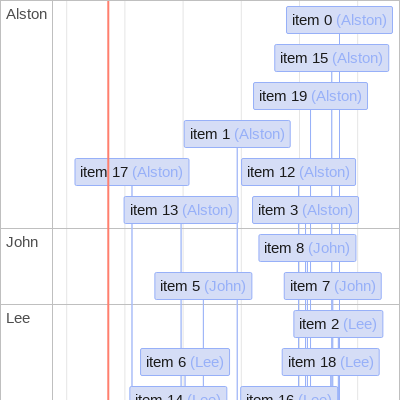 Alston
item 0 (Alston)
item 15 (Alston)
item 19 (Alston)
item 1 (Alston)
item 17 (Alston)
item 12 (Alston)
item 13 (Alston)
item 3 (Alston)
John
item 8 (John)
item 5 (John)
item 7 (John)
Lee
item 2 (Lee)
item 6 (Lee)
item 18 (Lee)
item 14 (Lee)
item 16 (Lee)